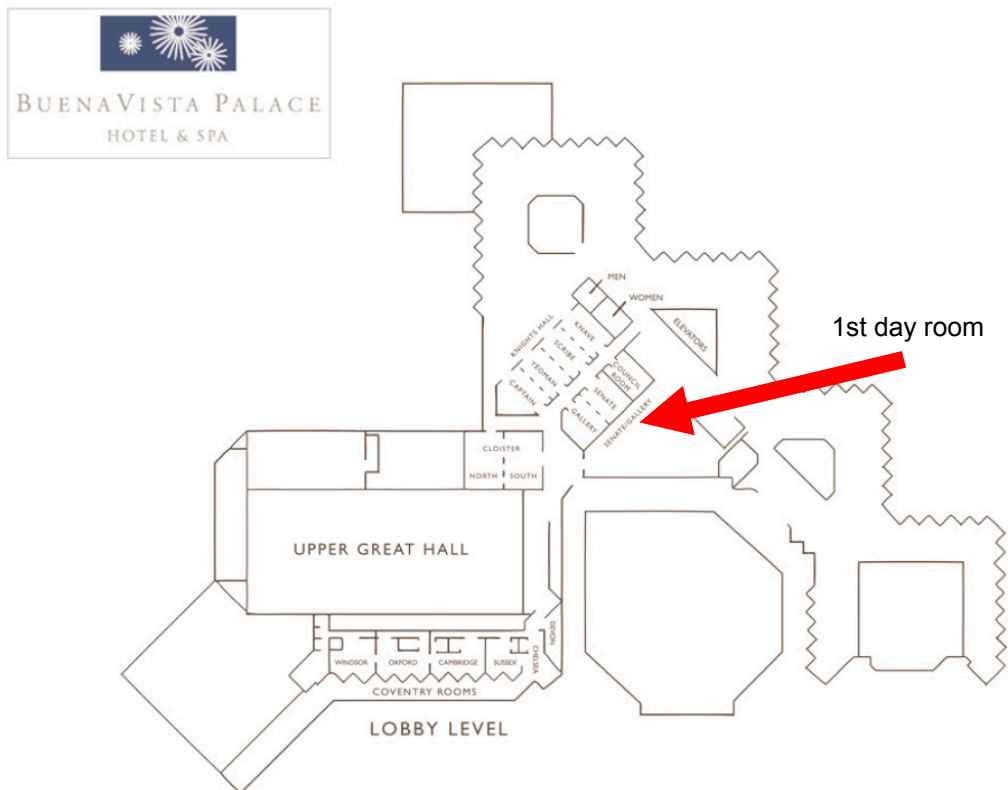 BUENAVISTA PALACE
HOTEL & SPA
MEN
WOMEN
KNIGHTS HALL
KNAVE
SCRIBE
YEOMAN
CAPTAIN
ELEVATORS
COUNCIL
ROOM
SENATE
GALLERY
SENATE/GALLERY
1st day room
CLOISTER
NORTH
SOUTH
UPPER GREAT HALL
DEVON
CHELSEA
WINDSOR
OXFORD
CAMBRIDGE
SUSSEX
COVENTRY ROOMS
LOBBY LEVEL